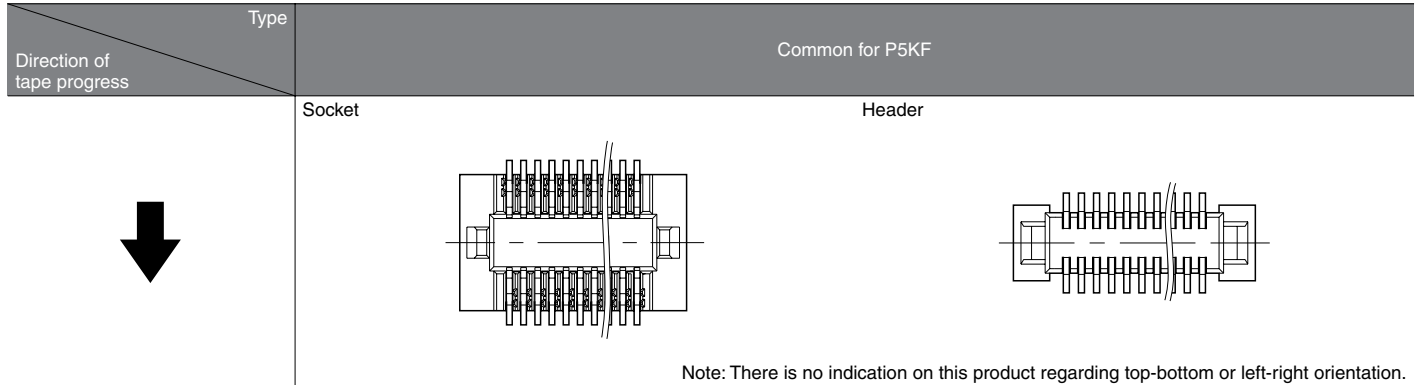 Type
Direction of
tape progress
Common for P5KF
Socket
Header
Note: There is no indication on this product regarding top-bottom or left-right orientation.